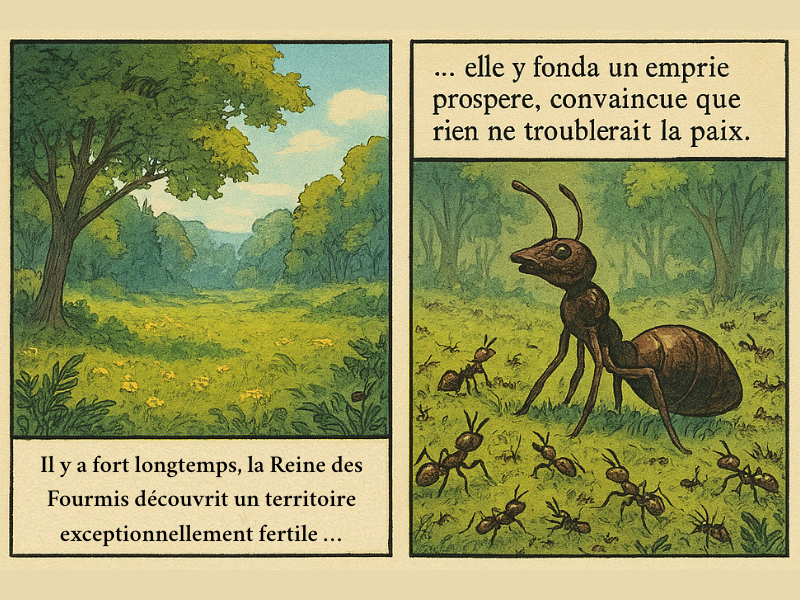 Il y a fort longtemps, la Reine des
Fourmis découvrit un territoire
exceptionnellement fertile ...
... elle y fonda un emprie
prospere, convaincue que
rien ne troublerait la paix.